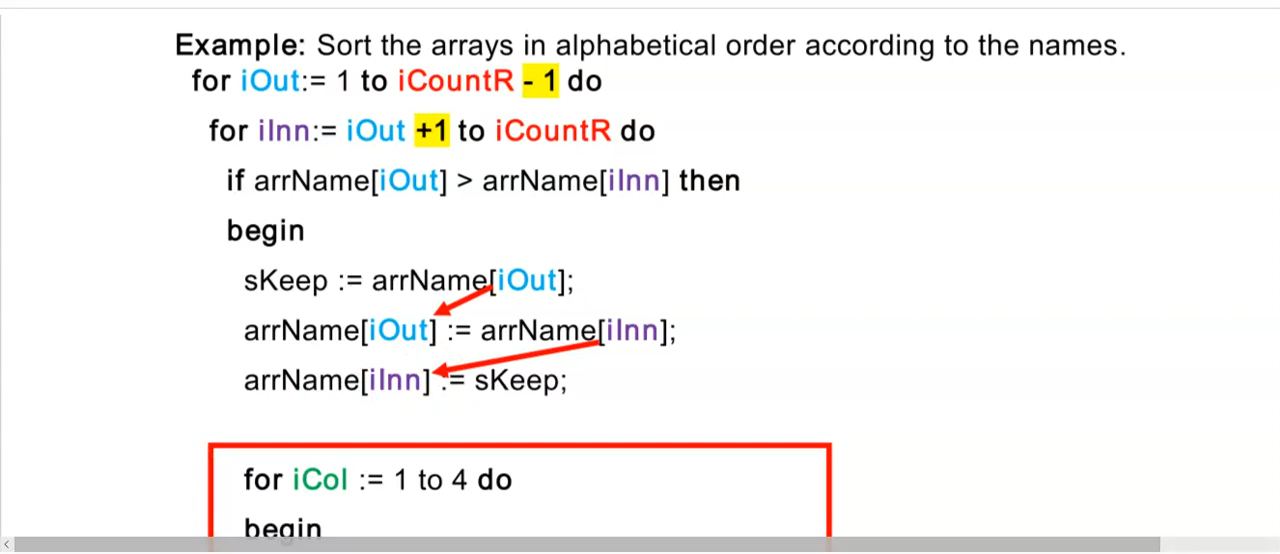 Example: Sort the arrays in alphabetical order according to the names.
for iOut:= 1 to iCountR - 1 do
for iInn:= iOut +1 to iCountR do
if arrName[iOut] > arrName[iInn] then
begin
sKeep := arrName[iOut];
arrName[iOut] := arrName[iInn];
arrName[iInn] := sKeep;
for iCol := 1 to 4 do
begin